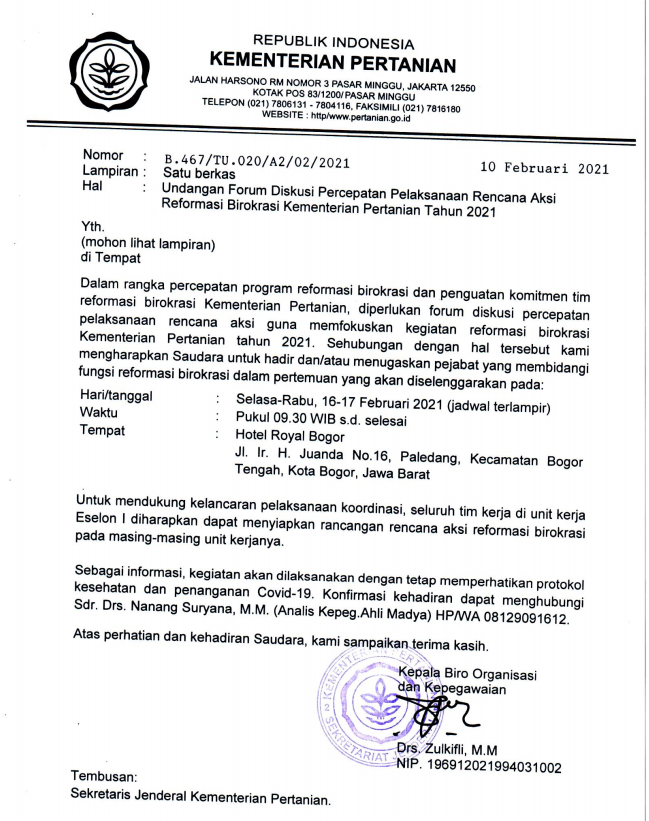 REPUBLIK INDONESIA
KEMENTERIAN PERTANIAN
JALAN HARSONO RM NOMOR 3 PASAR MINGGU, JAKARTA 12550
KOTAK POS 83/1200/PASAR MINGGU
TELEPON (021) 7806131 - 7804116, FAKSIMILI (021) 7816180
WEBSITE : http/www.pertanian.go.id
Nomor : B.467/TU.020/A2/02/2021 10 Februari 2021
Lampiran : Satu berkas
Hal : Undangan Forum Diskusi Percepatan Pelaksanaan Rencana Aksi
Reformasi Birokrasi Kementerian Pertanian Tahun 2021
Yth.
(mohon lihat lampiran)
di Tempat
Dalam rangka percepatan program reformasi birokrasi dan penguatan komitmen tim
reformasi birokrasi Kementerian Pertanian, diperlukan forum diskusi percepatan
pelaksanaan rencana aksi guna memfokuskan kegiatan reformasi birokrasi
Kementerian Pertanian tahun 2021. Sehubungan dengan hal tersebut kami
mengharapkan Saudara untuk hadir dan/atau menugaskan pejabat yang membidangi
fungsi reformasi birokrasi dalam pertemuan yang akan diselenggarakan pada:
Hari/tanggal : Selasa-Rabu, 16-17 Februari 2021 (jadwal terlampir)
Waktu : Pukul 09.30 WIB s.d. selesai
Tempat : Hotel Royal Bogor
Jl. Ir. H. Juanda No.16, Paledang, Kecamatan Bogor
Tengah, Kota Bogor, Jawa Barat
Untuk mendukung kelancaran pelaksanaan koordinasi, seluruh tim kerja di unit kerja
Eselon I diharapkan dapat menyiapkan rancangan rencana aksi reformasi birokrasi
pada masing-masing unit kerjanya.
Sebagai informasi, kegiatan akan dilaksanakan dengan tetap memperhatikan protokol
kesehatan dan penanganan Covid-19. Konfirmasi kehadiran dapat menghubungi
Sdr. Drs. Nanang Suryana, M.M. (Analis Kepeg.Ahli Madya) HP/WA 08129091612.
Atas perhatian dan kehadiran Saudara, kami sampaikan terima kasih.
Kepala Biro Organisasi
dan Kepegawaian
KEMENTERIAN PERTANIAN
SEKRETARIAT
Drs. Zulkifli, M.M
NIP. 196912021994031002
Tembusan:
Sekretaris Jenderal Kementerian Pertanian.